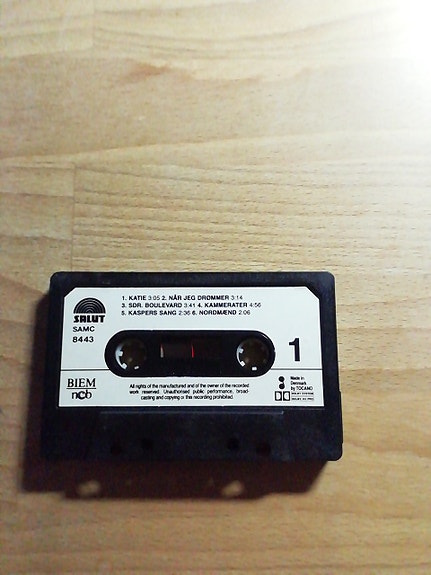 1. KATIE 3:05 2. NÅR JEG DRØMMER 3:14
3. SDR. BOULEVARD 3:41 4. KAMMERATER 4:56
5. KASPERS SANG 2:36 6. NORDMÆND 2.06
SALUT
SAMC
8443
1
BIEM
ncb
All rights of the manufactured and of the owner of the recorded
work reserved. Unauthorised public performance, broad-
casting and copying of this recording prohibited.
Made in
Denmark
by TOCANO
DOLBY SYSTEM